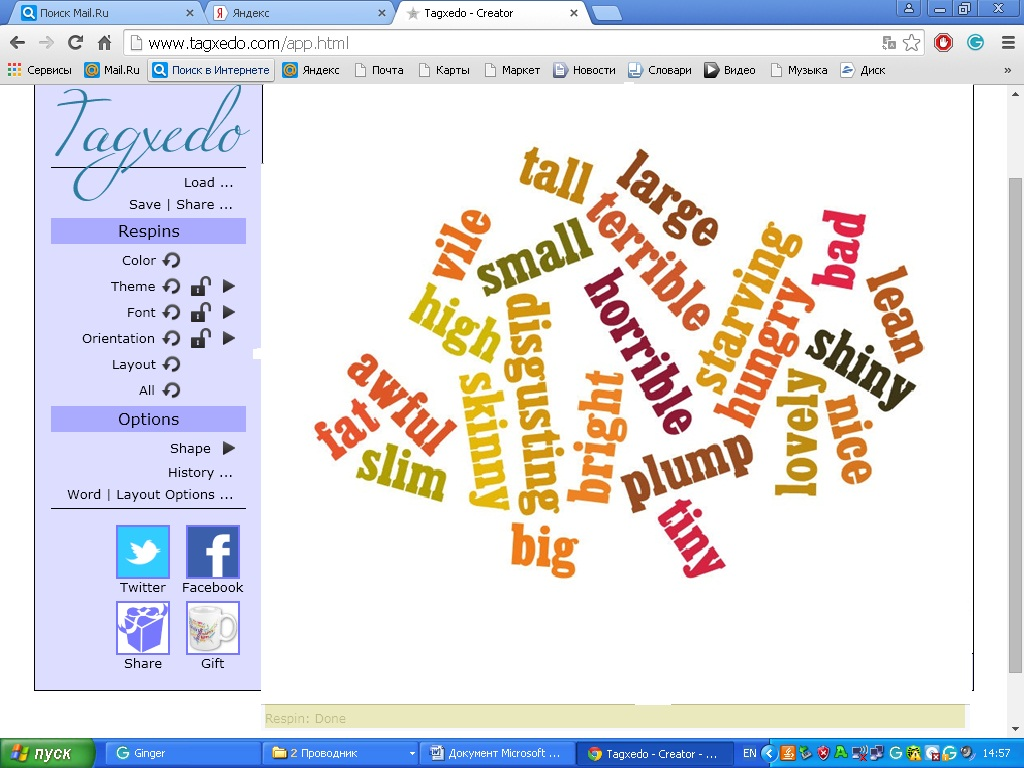 Поиск Mail.Ru
Яндекс
Tagxedo - Creator
www.tagxedo.com/app.html
Сервисы
Mail.Ru
Поиск в Интернете
Яндекс
Почта
Карты
Маркет
Новости
Словари
Видео
Музыка
Диск
»
Tagxedo
Load ...
Save | Share ...
Respins
Color
Theme
Font
Orientation
Layout
All
Options
Shape
History ...
Word | Layout Options ...
Twitter
Facebook
Share
Gift
tall
large
terrible
vile
small
bad
starving
lean
high
disgusting
horrible
hungry
shiny
awful
fat
skinny
bright
lovely
nice
slim
plump
tiny
big
Respin: Done
пуск
Ginger
2 Проводник
Документ Microsoft ...
Tagxedo - Creator - ...
EN
14:57